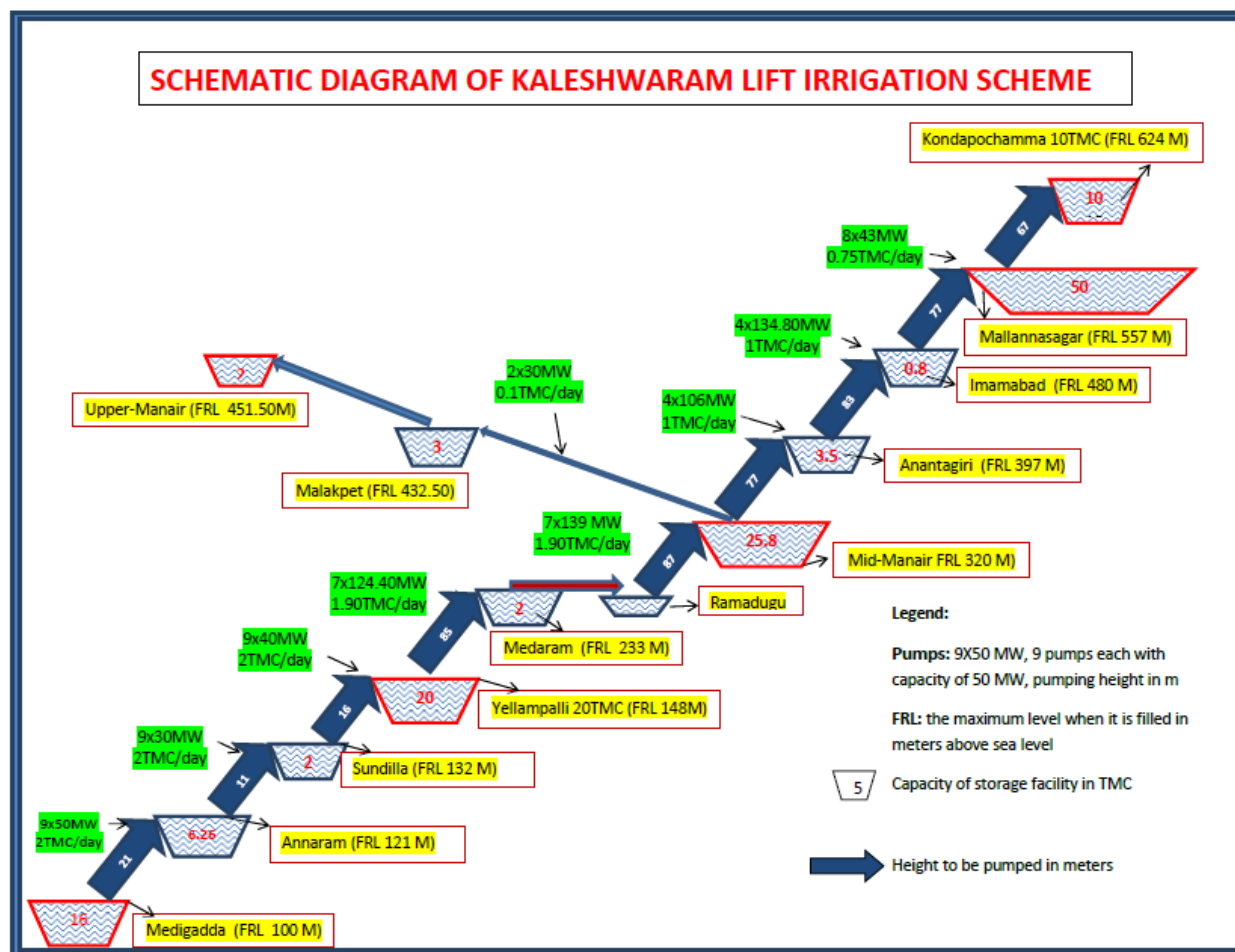 SCHEMATIC DIAGRAM OF KALESHWARAM LIFT IRRIGATION SCHEME
Kondapochamma 10TMC (FRL 624 M)
10
67
8x43MW
0.75TMC/day
50
Mallannasagar (FRL 557 M)
77
4x134.80MW
1TMC/day
0.8
Imamabad (FRL 480 M)
83
4x106MW
1TMC/day
3.5
Anantagiri (FRL 397 M)
77
2x30MW
0.1TMC/day
2
Upper-Manair (FRL 451.50M)
3
Malakpet (FRL 432.50)
7x139 MW
1.90TMC/day
25.8
Mid-Manair FRL 320 M)
87
Ramadugu
7x124.40MW
1.90TMC/day
2
Medaram (FRL 233 M)
85
9x40MW
2TMC/day
20
Yellampalli 20TMC (FRL 148M)
16
9x30MW
2TMC/day
2
Sundilla (FRL 132 M)
11
9x50MW
2TMC/day
6.26
Annaram (FRL 121 M)
21
16
Medigadda (FRL 100 M)
Legend:
Pumps: 9X50 MW, 9 pumps each with
capacity of 50 MW, pumping height in m
FRL: the maximum level when it is filled in
meters above sea level
5
Capacity of storage facility in TMC
Height to be pumped in meters